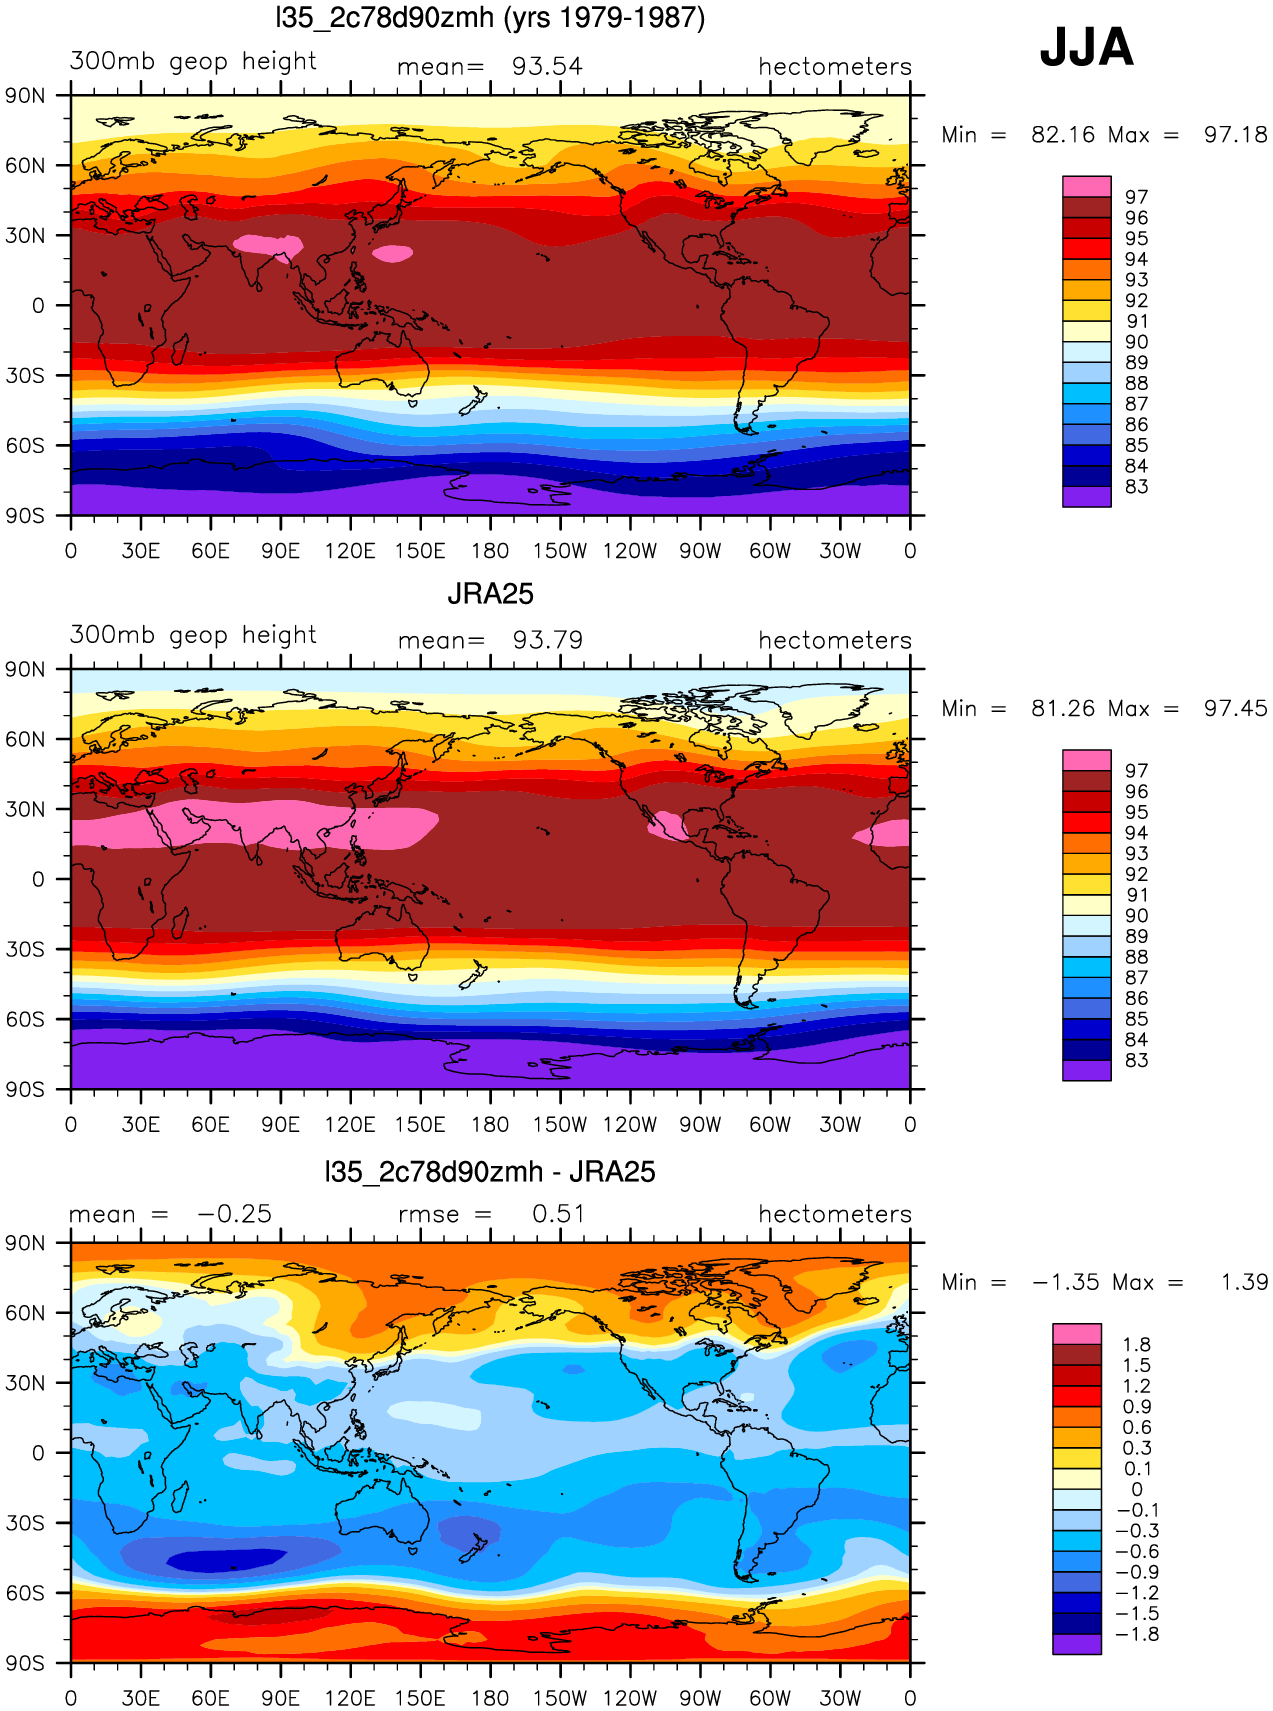 l35_2c78d90zmh (yrs 1979-1987)
JJA
300mb geop height mean= 93.54 hectometers
Min = 82.16 Max = 97.18
90N
60N
30N
0
30S
60S
90S
0 30E 60E 90E 120E 150E 180 150W 120W 90W 60W 30W 0
97
96
95
94
93
92
91
90
89
88
87
86
85
84
83
JRA25
300mb geop height mean= 93.79 hectometers
Min = 81.26 Max = 97.45
90N
60N
30N
0
30S
60S
90S
0 30E 60E 90E 120E 150E 180 150W 120W 90W 60W 30W 0
97
96
95
94
93
92
91
90
89
88
87
86
85
84
83
l35_2c78d90zmh - JRA25
mean = -0.25 rmse = 0.51 hectometers
Min = -1.35 Max = 1.39
90N
60N
30N
0
30S
60S
90S
0 30E 60E 90E 120E 150E 180 150W 120W 90W 60W 30W 0
1.8
1.5
1.2
0.9
0.6
0.3
0.1
0
-0.1
-0.3
-0.6
-0.9
-1.2
-1.5
-1.8